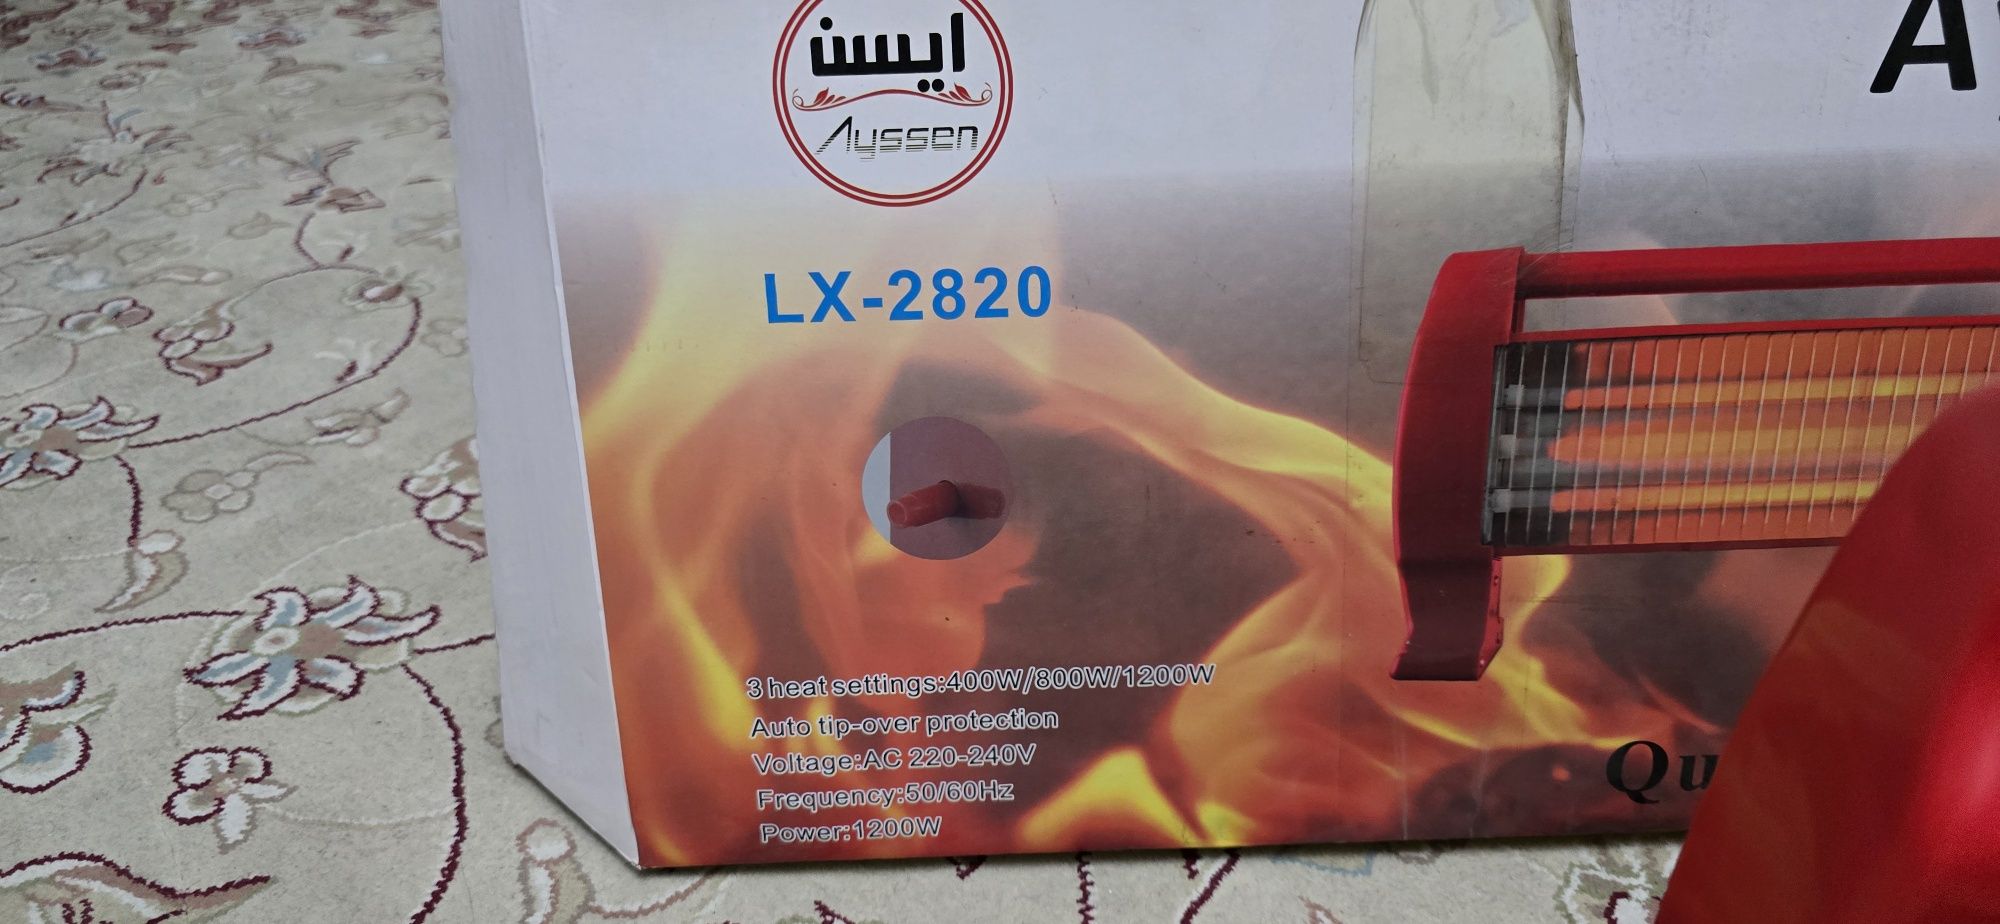 ایسن
Ayssen
LX-2820
3 heat settings:400W/800W/1200W
Auto tip-over protection
Voltage:AC 220-240V
Frequency:50/60Hz
Power:1200W